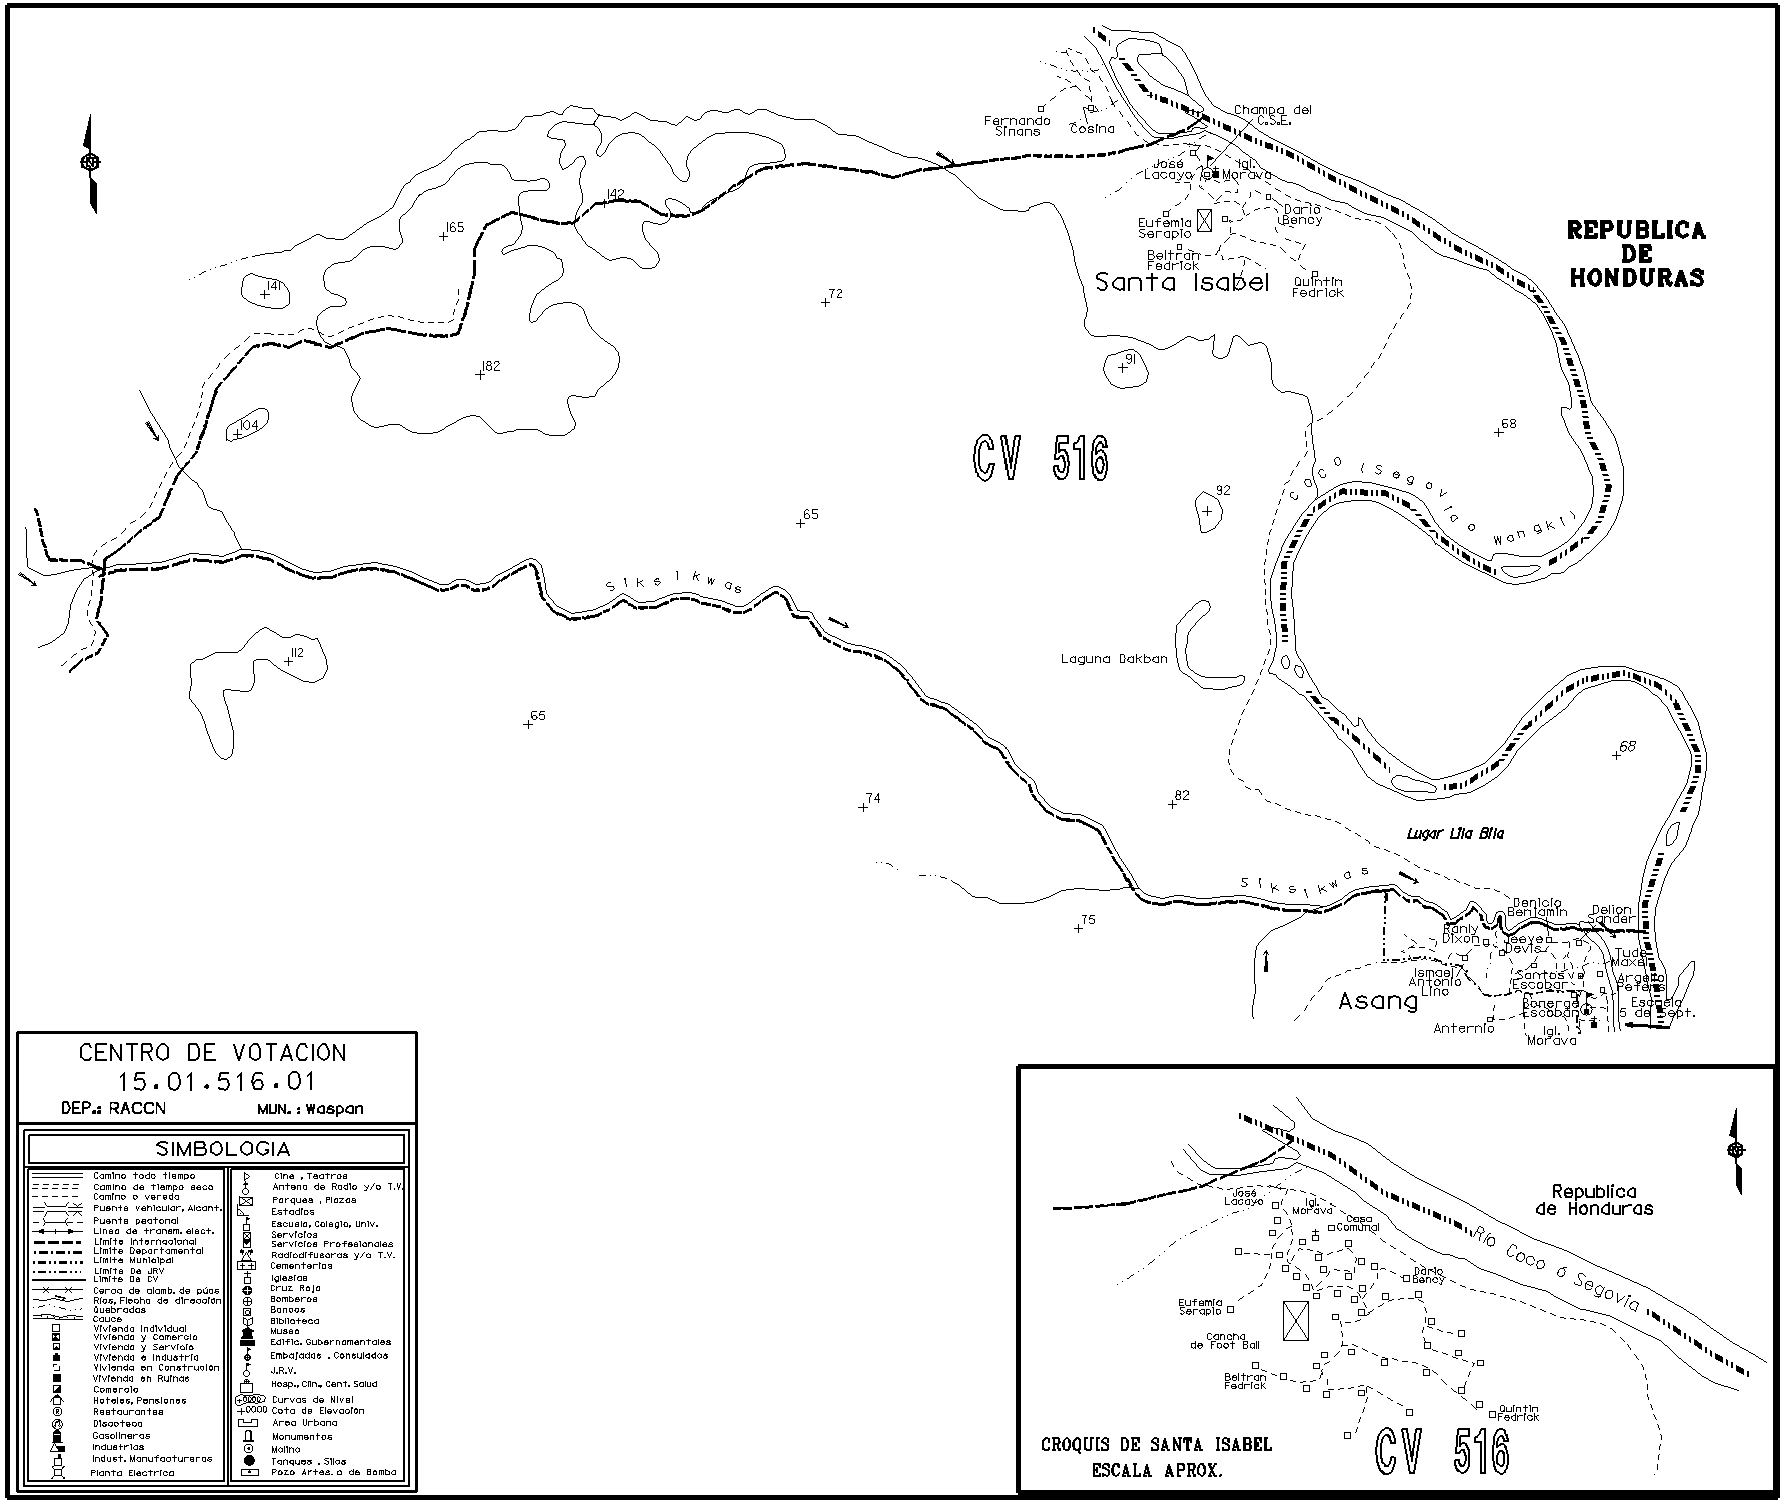 Champa del
C.S.E.
Fernando
Sinans
Cosina
Jose
Lacayo
Igl.
Morava
Eufemia
Serapio
Dario
Bency
Beltran
Fedrick
Quintin
Fedrick
Santa Isabel
REPUBLICA
DE
HONDURAS
142
165
141
72
182
91
104
68
CV 516
92
65
COCO (Segovia o Wangki)
Siksikwas
112
Laguna Dakban
65
68
74
82
Lugar Lila Blia
Siksikwas
75
Denicio
Benjamin
Delion
Sander
Ranly
Dixon
Jeeye
Devis
Ismael
Antonio
Lino
Santos
Escobar
Asang
Anternio
Escoban
Igl.
Morava
Escuela
5 de Sept.
CENTRO DE VOTACION
15.01.516.01
DEP.: RACCN MUN.: Waspan
SIMBOLOGIA
Camino todo tiempo
Camino de tiempo seco
Camino o vereda
Puente vehicular, Alcant.
Puente peatonal
Linea de transm. elect.
Limite Internacional
Limite Departamental
Limite Municipal
Limite De JRV
Limite De CV
Cerca de alamb. de púas
Rios, Flecha de dirección
Quebradas
Cauce
Vivienda Individual
Vivienda y Comercio
Vivienda y Servicio
Vivienda e Industria
Vivienda en Construcion
Vivienda en Ruinas
Comercio
Hoteles, Pensiones
Restaurantes
Discoteca
Gasolineras
Industrias
Indust. Manufactureras
Planta Electrica
Cine , Teatros
Antena de Radio y/o T.V.
Parques , Plazas
Estadios
Escuela, Colegio, Univ.
Servicios
Servicios Profesionales
Radiodifusoras y/o T.V.
Cementerios
Iglesias
Cruz Roja
Bomberos
Bancos
Biblioteca
Museo
Edific. Gubernamentales
Embajadas . Consulados
J.R.V.
Hosp., Clin., Cent. Salud
Curvas de Nivel
Cota de Elevación
Area Urbana
Monumentos
Molino
Tanques . Silos
Pozo Artes. o de Bomba
Republica
de Honduras
Jose
Lacayo
Igl.
Morava
Casa
Comunal
Rio Coco ó Segovia
Dario
Bency
Eufemia
Serapio
Cancha
de Foot Ball
Beltran
Fedrick
Quintin
Fedrick
CROQUIS DE SANTA ISABEL
ESCALA APROX.
CV 516